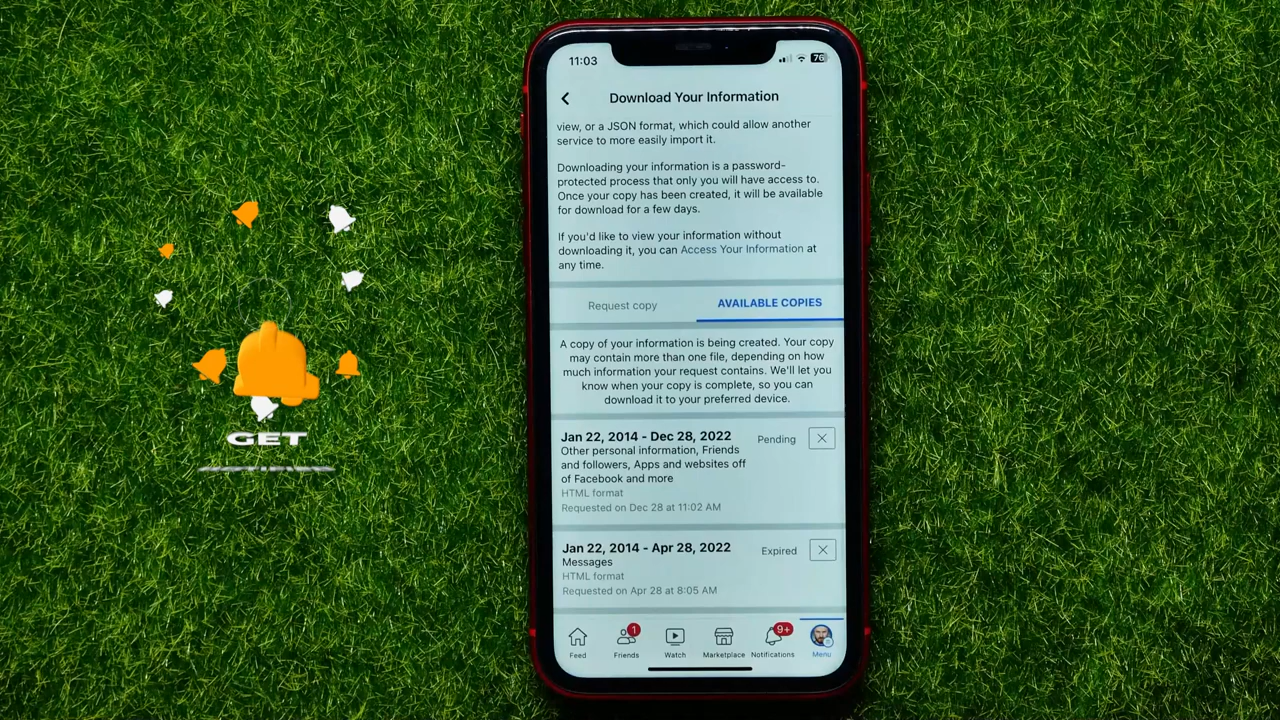 11:03
76
Download Your Information
view, or a JSON format, which could allow another
service to more easily import it.
Downloading your information is a password-
protected process that only you will have access to.
Once your copy has been created, it will be available
for download for a few days.
If you'd like to view your information without
downloading it, you can Access Your Information at
any time.
Request copy
AVAILABLE COPIES
A copy of your information is being created. Your copy
may contain more than one file, depending on how
much information your request contains. We'll let you
know when your copy is complete, so you can
download it to your preferred device.
Jan 22, 2014 - Dec 28, 2022
Pending
Other personal information, Friends
and followers, Apps and websites off
of Facebook and more
HTML format
Requested on Dec 28 at 11:02 AM
Jan 22, 2014 - Apr 28, 2022
Expired
Messages
HTML format
Requested on Apr 28 at 8:05 AM
1
9+
Feed
Friends
Watch
Marketplace
Notifications
Menu
GET